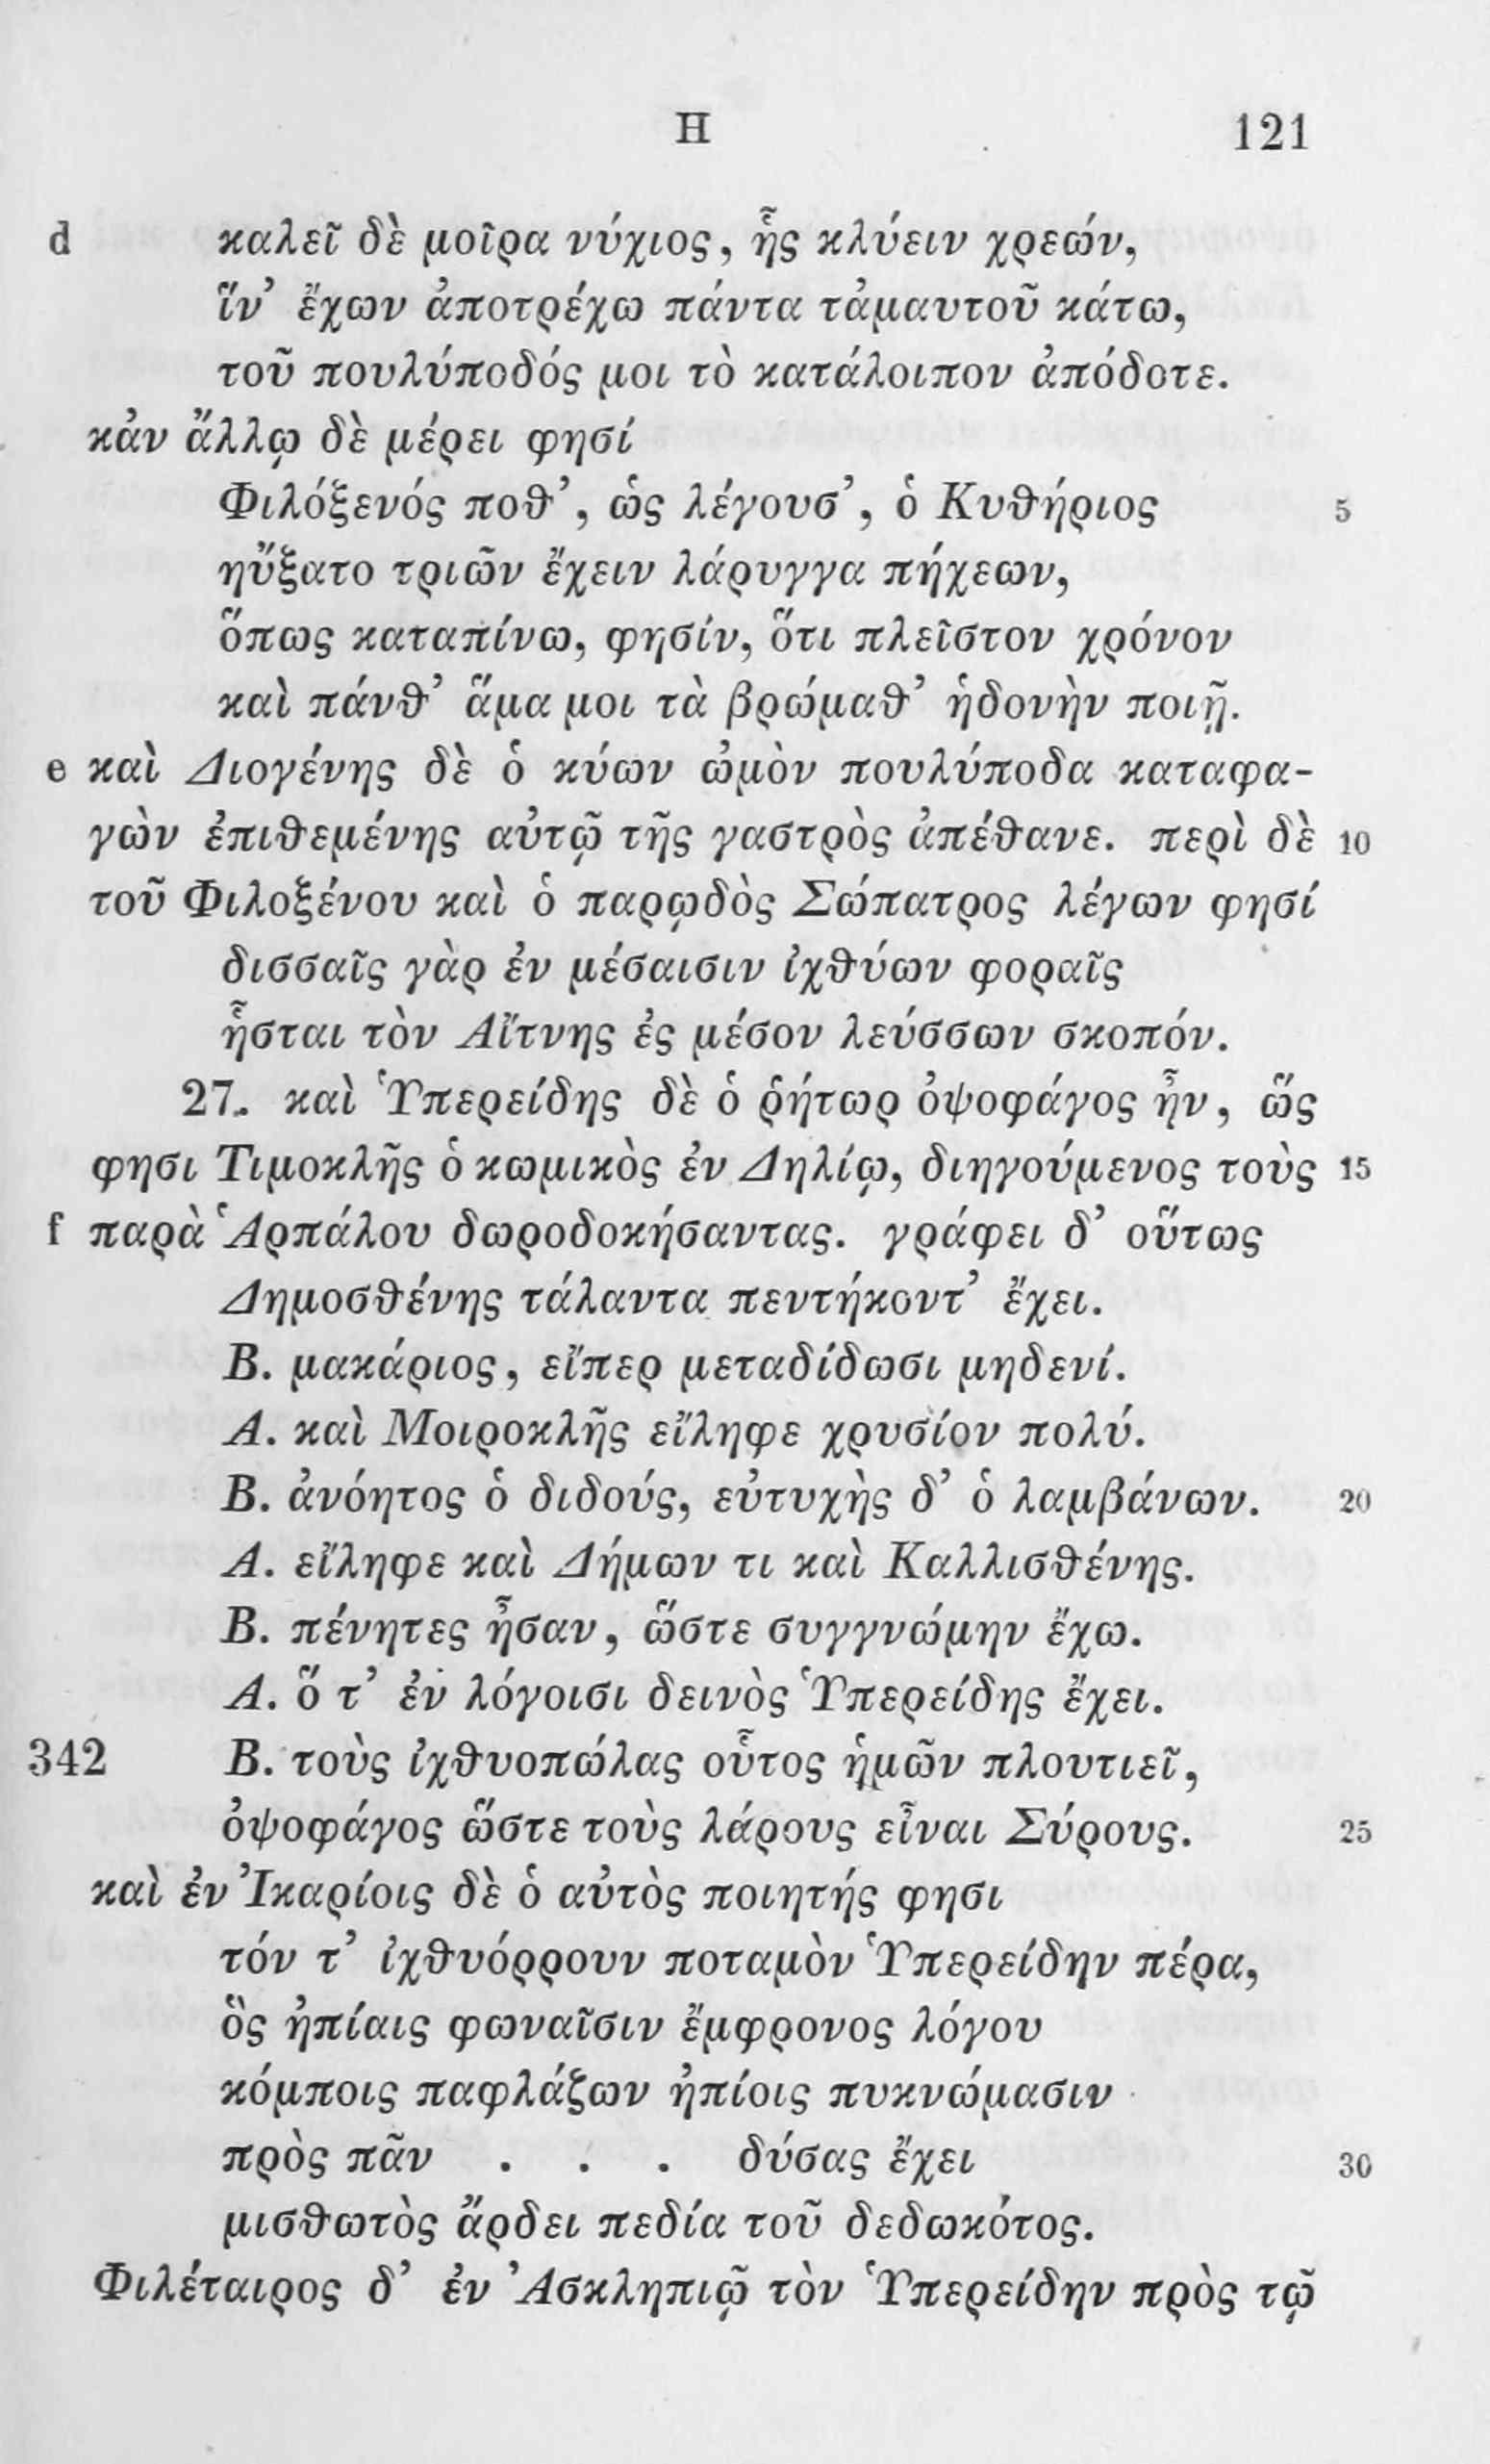 Η 121
d καλεῖ δὲ μοῖρα νύχιος, ἧς κλύειν χρεών,
ἵν’ ἔχων ἀποτρέχω πάντα τἀμαυτοῦ κάτω,
τοῦ πουλύποδός μοι τὸ κατάλοιπον ἀπόδοτε.
κἀν ἄλλῳ δὲ μέρει φησί
Φιλόξενός ποθ’, ὡς λέγουσ’, ὁ Κυθήριος 5
ηὔξατο τριῶν ἔχειν λάρυγγα πήχεων,
ὅπως καταπίνω, φησίν, ὅτι πλεῖστον χρόνον
καὶ πάνθ’ ἅμα μοι τὰ βρώμαθ’ ἡδονὴν ποιῇ.
e καὶ Διογένης δὲ ὁ κύων ὠμὸν πουλύποδα καταφα-
γὼν ἐπιθεμένης αὐτῷ τῆς γαστρὸς ἀπέθανε. περὶ δὲ 10
τοῦ Φιλοξένου καὶ ὁ παρῳδὸς Σώπατρος λέγων φησί
δισσαῖς γὰρ ἐν μέσαισιν ἰχθύων φοραῖς
ἧσται τὸν Αἴτνης ἐς μέσον λεύσσων σκοπόν.
27. καὶ Ὑπερείδης δὲ ὁ ῥήτωρ ὀψοφάγος ἦν, ὥς
φησι Τιμοκλῆς ὁ κωμικὸς ἐν Δηλίῳ, διηγούμενος τοὺς 15
f παρὰ Ἁρπάλου δωροδοκήσαντας. γράφει δ’ οὕτως
Δημοσθένης τάλαντα πεντήκοντ’ ἔχει.
Β. μακάριος, εἴπερ μεταδίδωσι μηδενί.
Α. καὶ Μοιροκλῆς εἴληφε χρυσίον πολύ.
Β. ἀνόητος ὁ διδούς, εὐτυχὴς δ’ ὁ λαμβάνων. 20
Α. εἴληφε καὶ Δήμων τι καὶ Καλλισθένης.
Β. πένητες ἦσαν, ὥστε συγγνώμην ἔχω.
Α. ὅ τ’ ἐν λόγοισι δεινὸς Ὑπερείδης ἔχει.
342 Β. τοὺς ἰχθυοπώλας οὗτος ἡμῶν πλουτιεῖ,
ὀψοφάγος ὥστε τοὺς λάρους εἶναι Σύρους. 25
καὶ ἐν Ἰκαρίοις δὲ ὁ αὐτὸς ποιητής φησι
τόν τ’ ἰχθυόρρουν ποταμὸν Ὑπερείδην πέρα,
ὃς ἠπίαις φωναῖσιν ἔμφρονος λόγου
κόμποις παφλάζων ἠπίοις πυκνώμασιν
πρὸς πᾶν . . . δύσας ἔχει 30
μισθωτὸς ἄρδει πεδία τοῦ δεδωκότος.
Φιλέταιρος δ’ ἐν Ἀσκληπιῷ τὸν Ὑπερείδην πρὸς τῷ